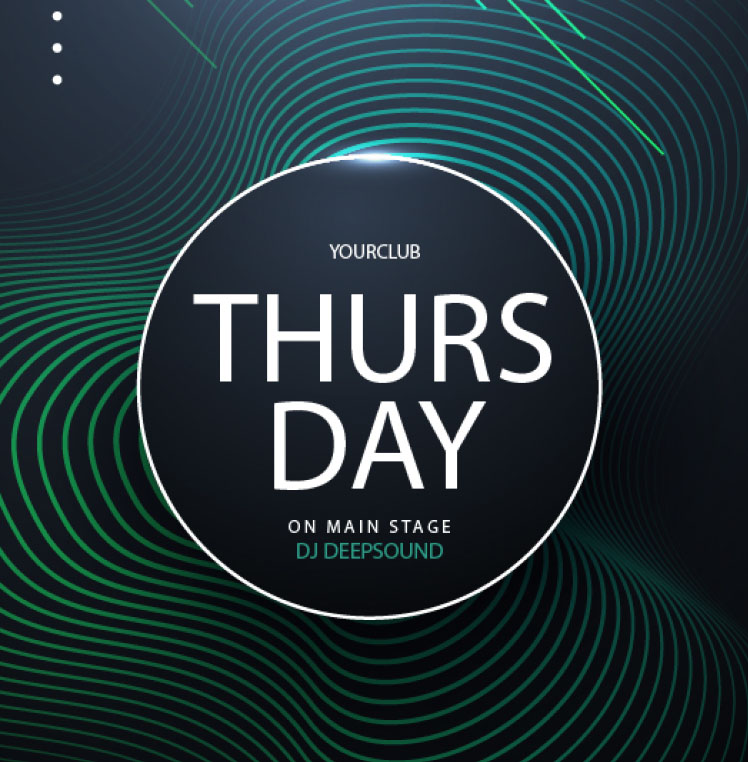 YOURCLUB
THURS
DAY
ON MAIN STAGE
DJ DEEPSOUND